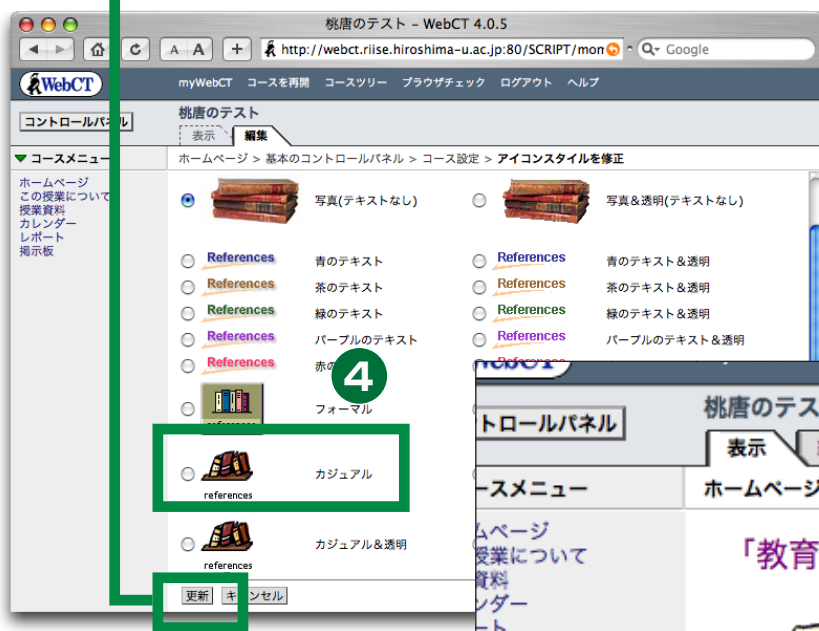 桃唐のテスト – WebCT 4.0.5
A A + http://webct.riise.hiroshima-u.ac.jp:80/SCRIPT/mom Google
WebCT myWebCT コースを再開 コースツリー ブラウザチェック ログアウト ヘルプ
コントロールパネル 桃唐のテスト
表示 編集
コースメニュー ホームページ > 基本のコントロールパネル > コース設定 > アイコンスタイルを修正
ホームページ
この授業について
授業資料
カレンダー
レポート
掲示板
写真(テキストなし) 写真&透明(テキストなし)
References 青のテキスト References 青のテキスト&透明
References 茶のテキスト References 茶のテキスト&透明
References 緑のテキスト References 緑のテキスト&透明
References パープルのテキスト References パープルのテキスト&透明
References 赤の
4
フォーマル
カジュアル
references
カジュアル&透明
references
更新 キャンセル
トロールパネル
桃唐のテス
表示
ースメニュー ホームページ
ムページ
授業について
資料
ンダー
ート
「教育